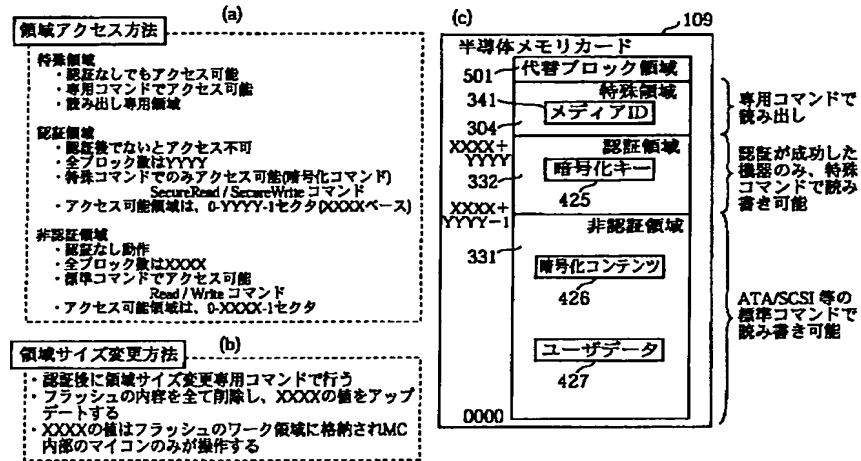 (a)
領域アクセス方法
特殊領域
・認証なしでもアクセス可能
・専用コマンドでアクセス可能
・読み出し専用領域
認証領域
・認証後でないとアクセス不可
・全ブロック数はYYYY
・特殊コマンドでのみアクセス可能(暗号化コマンド)
SecureRead / SecureWrite コマンド
・アクセス可能領域は、0-YYYY-1セクタ(XXXXベース)
非認証領域
・認証なし動作
・全ブロック数はXXXX
・標準コマンドでアクセス可能
Read / Write コマンド
・アクセス可能領域は、0-XXXX-1セクタ
(b)
領域サイズ変更方法
・認証後に領域サイズ変更専用コマンドで行う
・フラッシュの内容を全て削除し、XXXXの値をアップ
デートする
・XXXXの値はフラッシュのワーク領域に格納されMC
内部のマイコンのみが操作する
(c)
109
半導体メモリカード
501
代替ブロック領域
特殊領域
341
メディアID
304
専用コマンドで
読み出し
XXXX+
YYYY
認証領域
332
暗号化キー
425
認証が成功した
機器のみ、特殊
コマンドで読み
書き可能
XXXX+
YYYY-1
非認証領域
331
暗号化コンテンツ
426
ユーザデータ
427
ATA/SCSI 等の
標準コマンドで
読み書き可能
0000